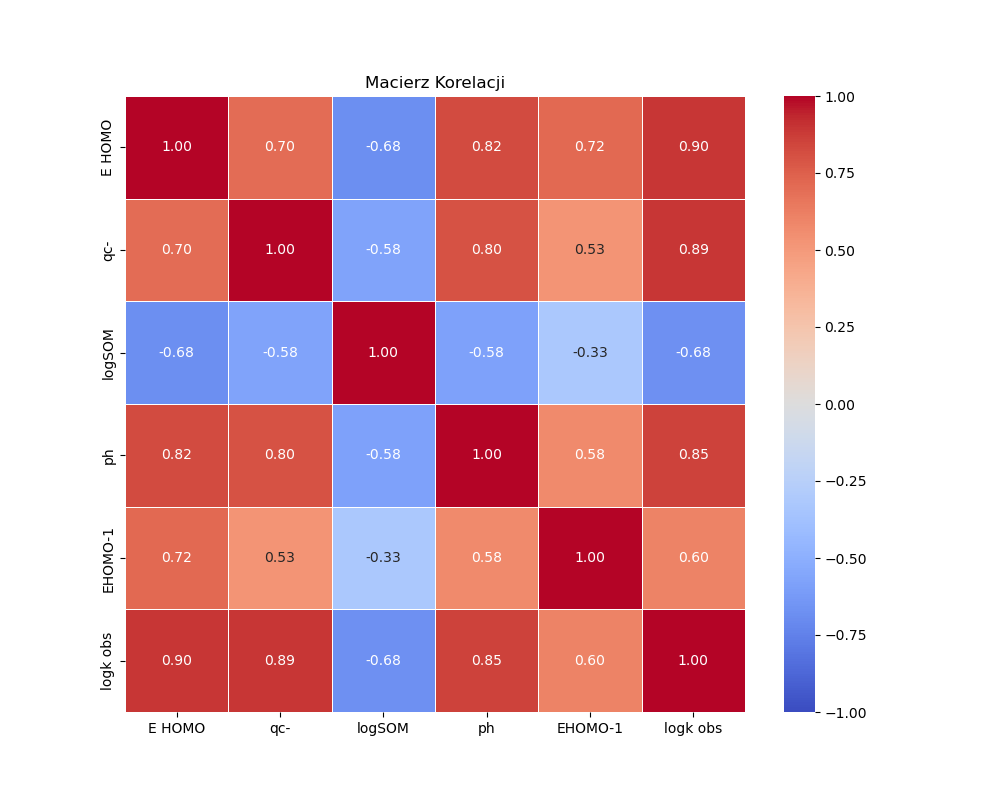 Macierz Korelacji
E HOMO
1.00 0.70 -0.68 0.82 0.72 0.90
qc-
0.70 1.00 -0.58 0.80 0.53 0.89
logSOM
-0.68 -0.58 1.00 -0.58 -0.33 -0.68
ph
0.82 0.80 -0.58 1.00 0.58 0.85
EHOMO-1
0.72 0.53 -0.33 0.58 1.00 0.60
logk obs
0.90 0.89 -0.68 0.85 0.60 1.00
E HOMO qc- logSOM ph EHOMO-1 logk obs
1.00
0.75
0.50
0.25
0.00
−0.25
−0.50
−0.75
−1.00